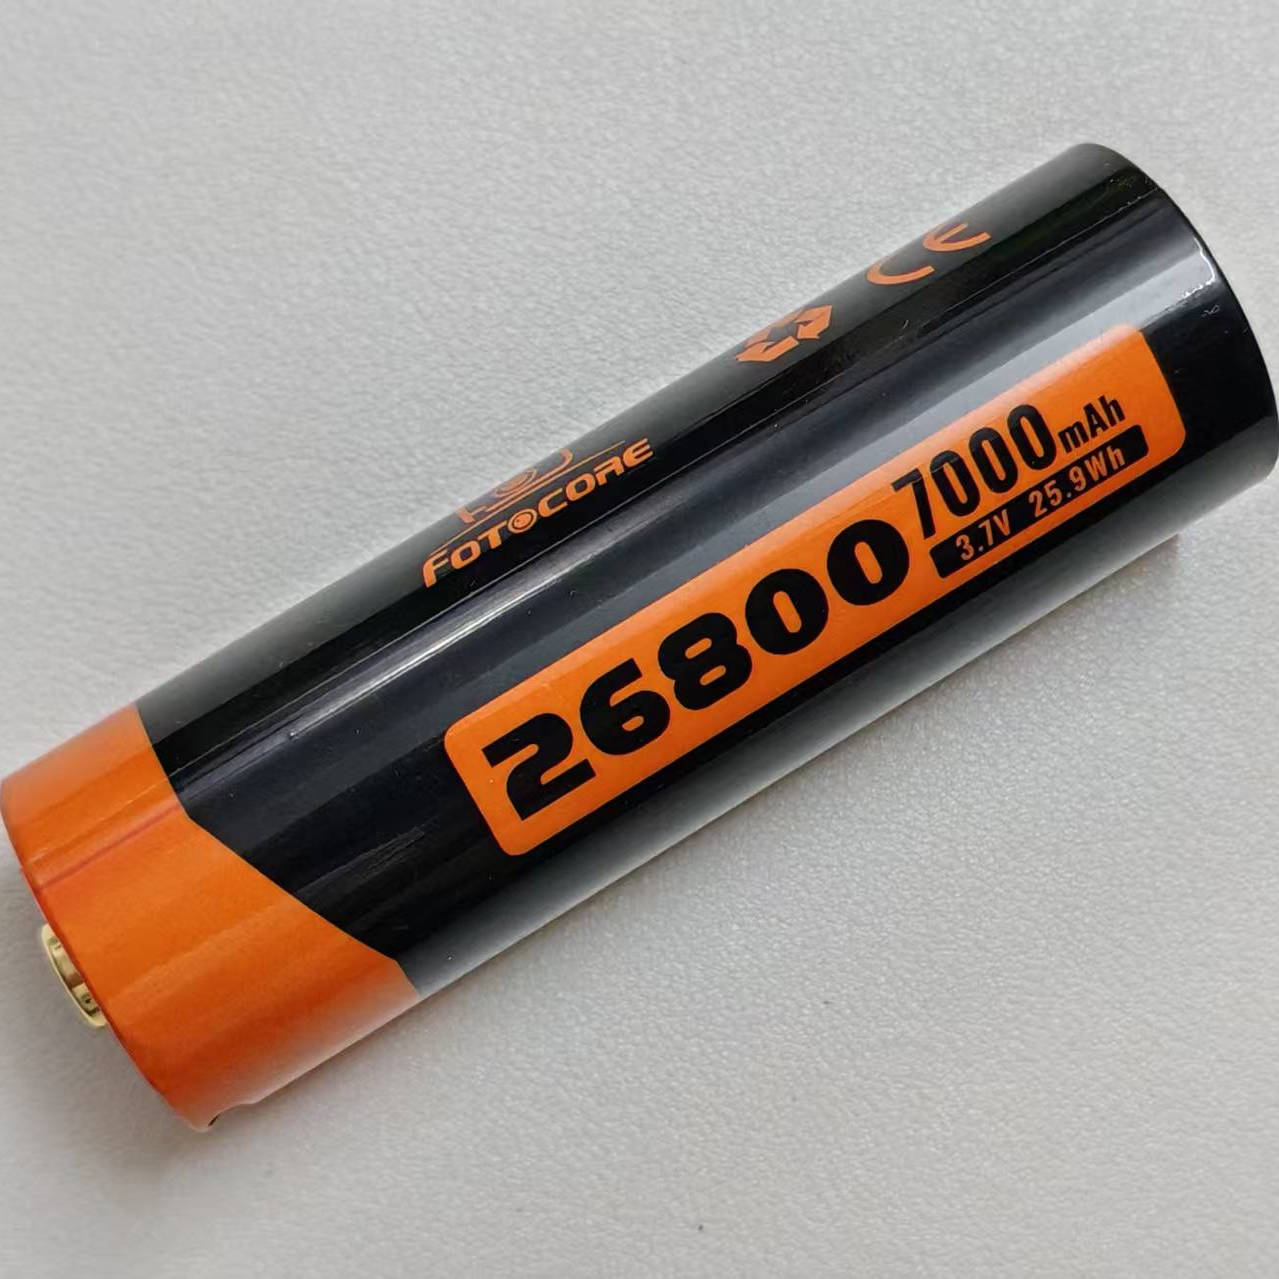 FOTOCORE
CE
26800
7000mAh
3.7V 25.9Wh